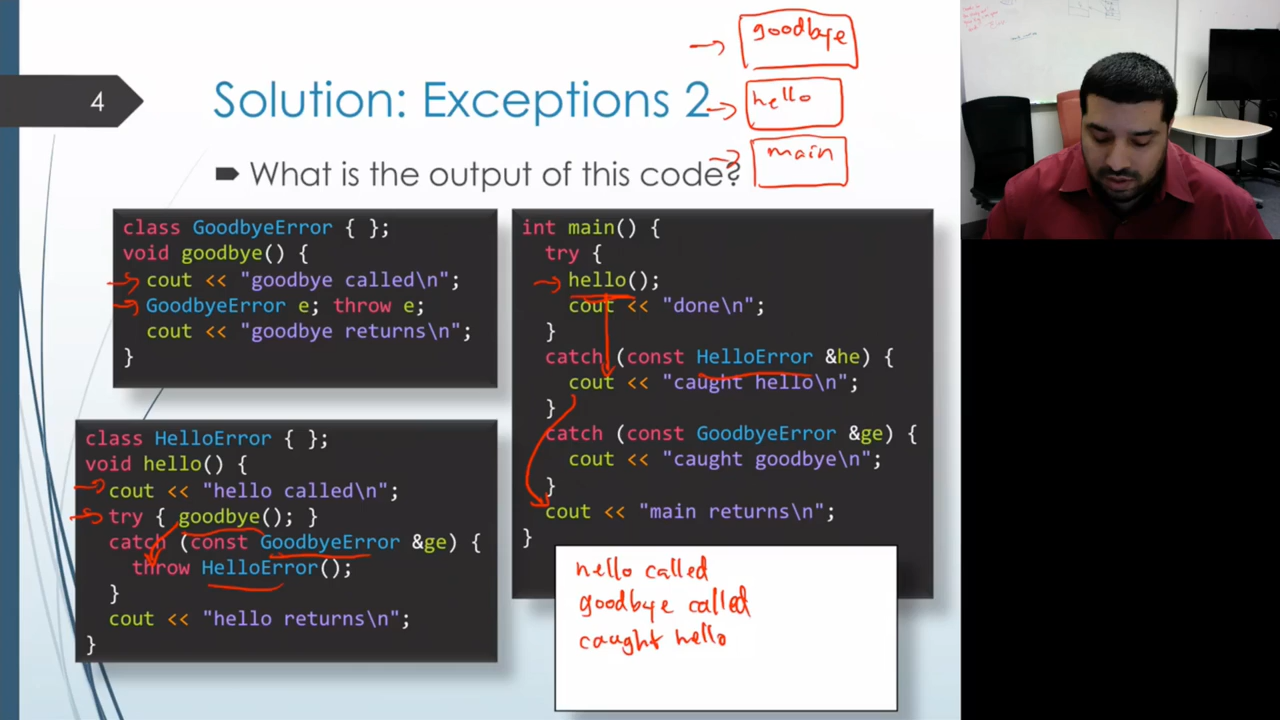 4
Solution: Exceptions 2
What is the output of this code?
goodbye
hello
main
class GoodbyeError { };
void goodbye() {
cout << "goodbye called\n";
GoodbyeError e; throw e;
cout << "goodbye returns\n";
}
class HelloError { };
void hello() {
cout << "hello called\n";
try { goodbye(); }
catch (const GoodbyeError &ge) {
throw HelloError();
}
cout << "hello returns\n";
}
int main() {
try {
hello();
cout << "done\n";
}
catch (const HelloError &he) {
cout << "caught hello\n";
}
catch (const GoodbyeError &ge) {
cout << "caught goodbye\n";
}
cout << "main returns\n";
}
hello called
goodbye called
caught hello